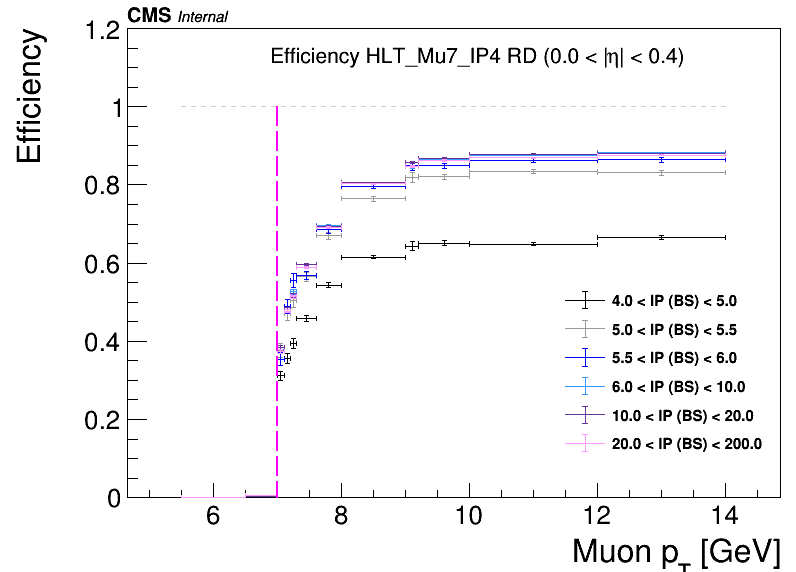 CMS Internal
Efficiency HLT_Mu7_IP4 RD (0.0 < |η| < 0.4)
Efficiency
1.2
1
0.8
0.6
0.4
0.2
0
4.0 < IP (BS) < 5.0
5.0 < IP (BS) < 5.5
5.5 < IP (BS) < 6.0
6.0 < IP (BS) < 10.0
10.0 < IP (BS) < 20.0
20.0 < IP (BS) < 200.0
6 8 10 12 14
Muon p_T [GeV]